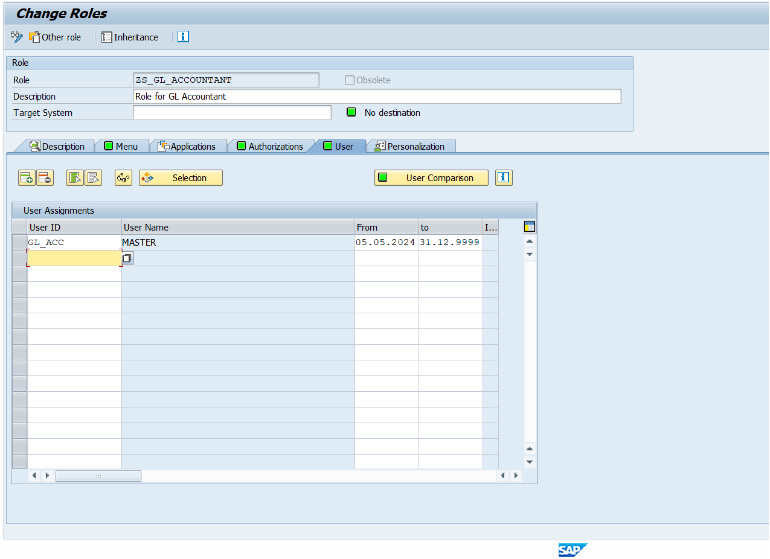 Change Roles
Other role Inheritance
Role
Role ZS_GL_ACCOUNTANT Obsolete
Description Role for GL Accountant
Target System No destination
Description Menu Applications Authorizations User Personalization
Selection User Comparison
User Assignments
User ID User Name From to I...
GL_ACC MASTER 05.05.2024 31.12.9999
SAP